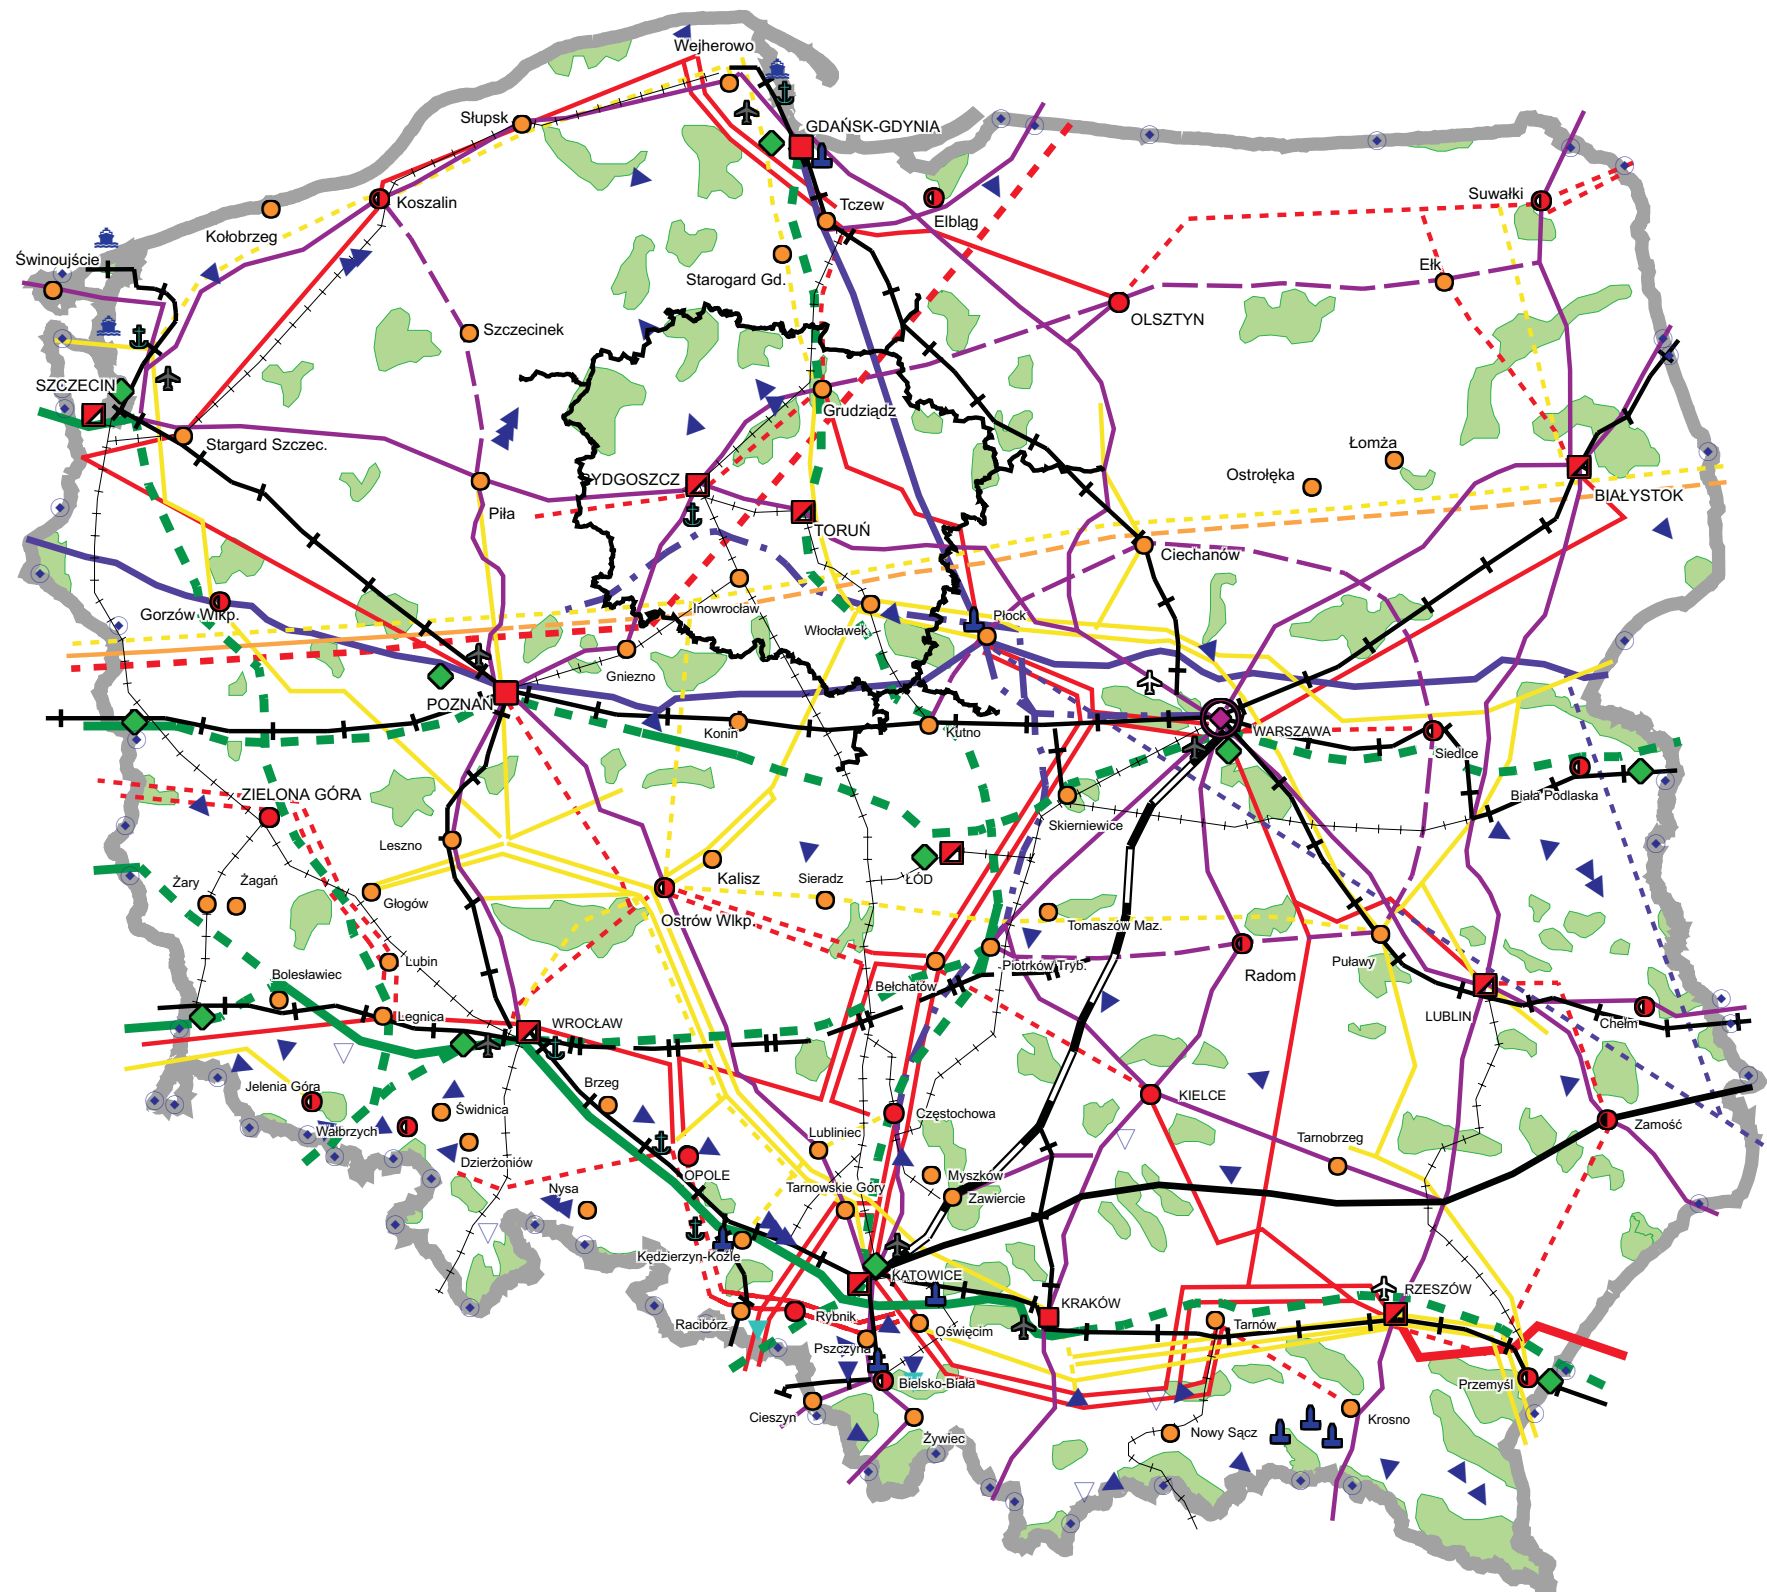 Wejherowo
Słupsk
GDAŃSK-GDYNIA
Koszalin
Tczew
Suwałki
Elbląg
Kołobrzeg
Świnoujście
Starogard Gd.
Ełk
Szczecinek
OLSZTYN
SZCZECIN
Grudziądz
Stargard Szczec.
Łomża
Ostrołęka
YDGOSZCZ
BIAŁYSTOK
Piła
TORUŃ
Ciechanów
Gorzów Wlkp.
Inowrocław
Płock
Włocławek
Gniezno
POZNAŃ
Konin
Kutno
WARSZAWA
Siedlce
ZIELONA GÓRA
Biała Podlaska
Skierniewice
Leszno
Żary
Żagań
Kalisz
Sieradz
ŁÓD
Głogów
Ostrów Wlkp.
Tomaszów Maz.
Lubin
Piotrków Tryb.
Radom
Puławy
Bolesławiec
Bełchatów
Legnica
WROCŁAW
LUBLIN
Chełm
Jelenia Góra
Brzeg
Świdnica
Częstochowa
KIELCE
Wałbrzych
Lubliniec
Tarnobrzeg
Zamość
Dzierżoniów
OPOLE
Myszków
Nysa
Tarnowskie Góry
Zawiercie
Kędzierzyn-Koźle
KATOWICE
RZESZÓW
KRAKÓW
Racibórz
Rybnik
Oświęcim
Tarnów
Pszczyna
Bielsko-Biała
Przemyśl
Cieszyn
Krosno
Żywiec
Nowy Sącz